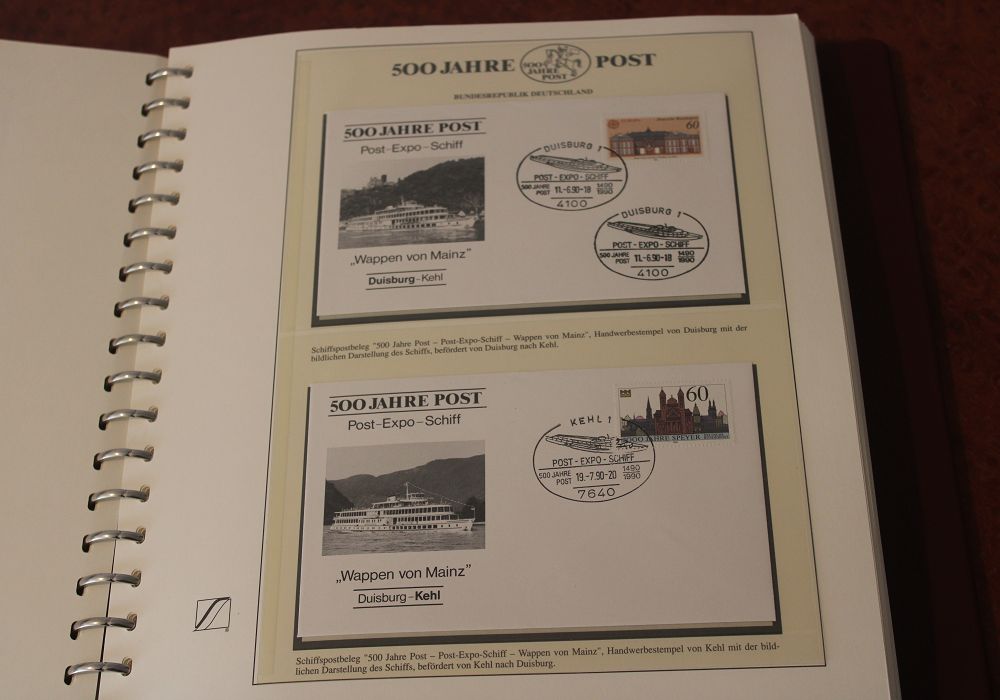 500 JAHRE 500 JAHRE POST POST
BUNDESREPUBLIK DEUTSCHLAND
500 JAHRE POST
Post-Expo-Schiff
„Wappen von Mainz”
Duisburg–Kehl
60
DUISBURG 1
POST - EXPO - SCHIFF
500 JAHRE POST 11.-6.90-18 1490 1990
4100
DUISBURG 1
POST - EXPO - SCHIFF
500 JAHRE POST 11.-6.90-18 1490 1990
4100
Schiffspostbeleg "500 Jahre Post – Post-Expo-Schiff – Wappen von Mainz", Handwerbestempel von Duisburg mit der
bildlichen Darstellung des Schiffs, befördert von Duisburg nach Kehl.
500 JAHRE POST
Post-Expo-Schiff
„Wappen von Mainz”
Duisburg–Kehl
60
2000 JAHRE SPEYER
KEHL 1
POST - EXPO - SCHIFF
500 JAHRE POST 19.-7.90-20 1490 1990
7640
Schiffspostbeleg "500 Jahre Post – Post-Expo-Schiff – Wappen von Mainz", Handwerbestempel von Kehl mit der bild-
lichen Darstellung des Schiffs, befördert von Kehl nach Duisburg.